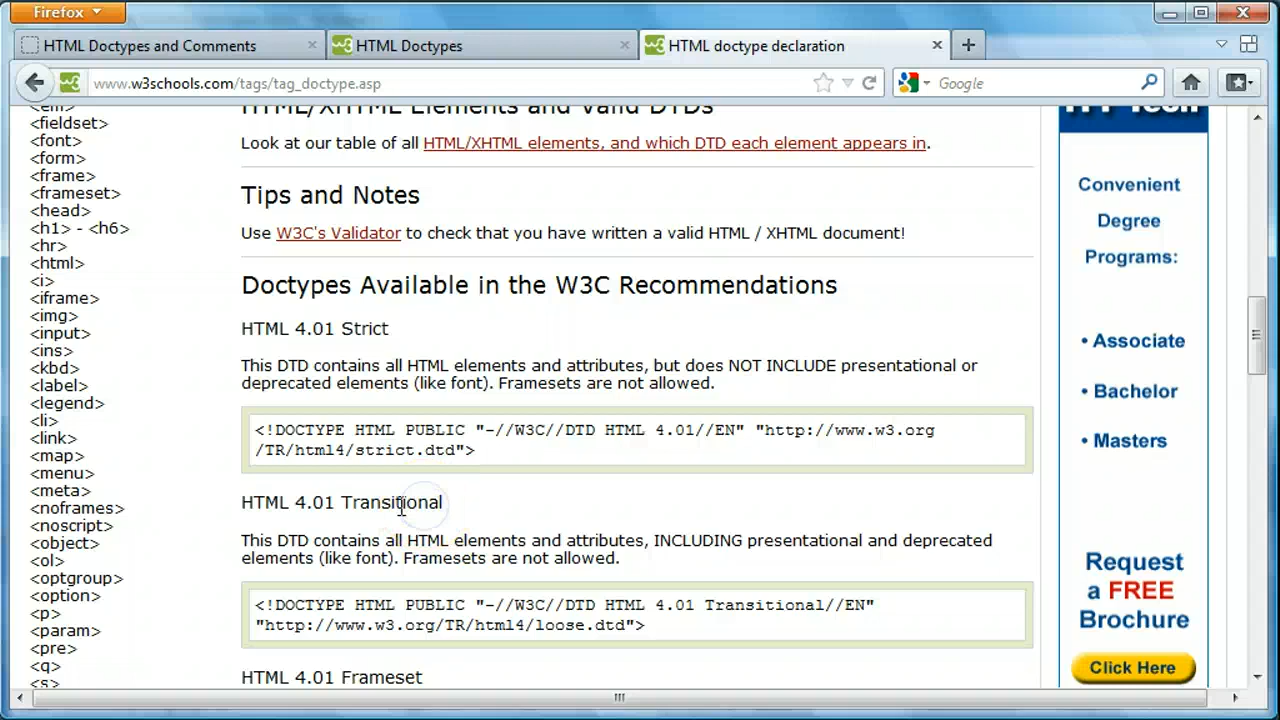 Firefox
HTML Doctypes and Comments
HTML Doctypes
HTML doctype declaration
www.w3schools.com/tags/tag_doctype.asp
Google
<em>
<fieldset>
<font>
<form>
<frame>
<frameset>
<head>
<h1> - <h6>
<hr>
<html>
<i>
<iframe>
<img>
<input>
<ins>
<kbd>
<label>
<legend>
<li>
<link>
<map>
<menu>
<meta>
<noframes>
<noscript>
<object>
<ol>
<optgroup>
<option>
<p>
<param>
<pre>
<q>
<s>
HTML/XHTML Elements and Valid DTDs
Look at our table of all HTML/XHTML elements, and which DTD each element appears in.
Tips and Notes
Use W3C's Validator to check that you have written a valid HTML / XHTML document!
Doctypes Available in the W3C Recommendations
HTML 4.01 Strict
This DTD contains all HTML elements and attributes, but does NOT INCLUDE presentational or
deprecated elements (like font). Framesets are not allowed.
<!DOCTYPE HTML PUBLIC "-//W3C//DTD HTML 4.01//EN" "http://www.w3.org
/TR/html4/strict.dtd">
HTML 4.01 Transitional
This DTD contains all HTML elements and attributes, INCLUDING presentational and deprecated
elements (like font). Framesets are not allowed.
<!DOCTYPE HTML PUBLIC "-//W3C//DTD HTML 4.01 Transitional//EN"
"http://www.w3.org/TR/html4/loose.dtd">
HTML 4.01 Frameset
Convenient
Degree
Programs:
• Associate
• Bachelor
• Masters
Request
a FREE
Brochure
Click Here